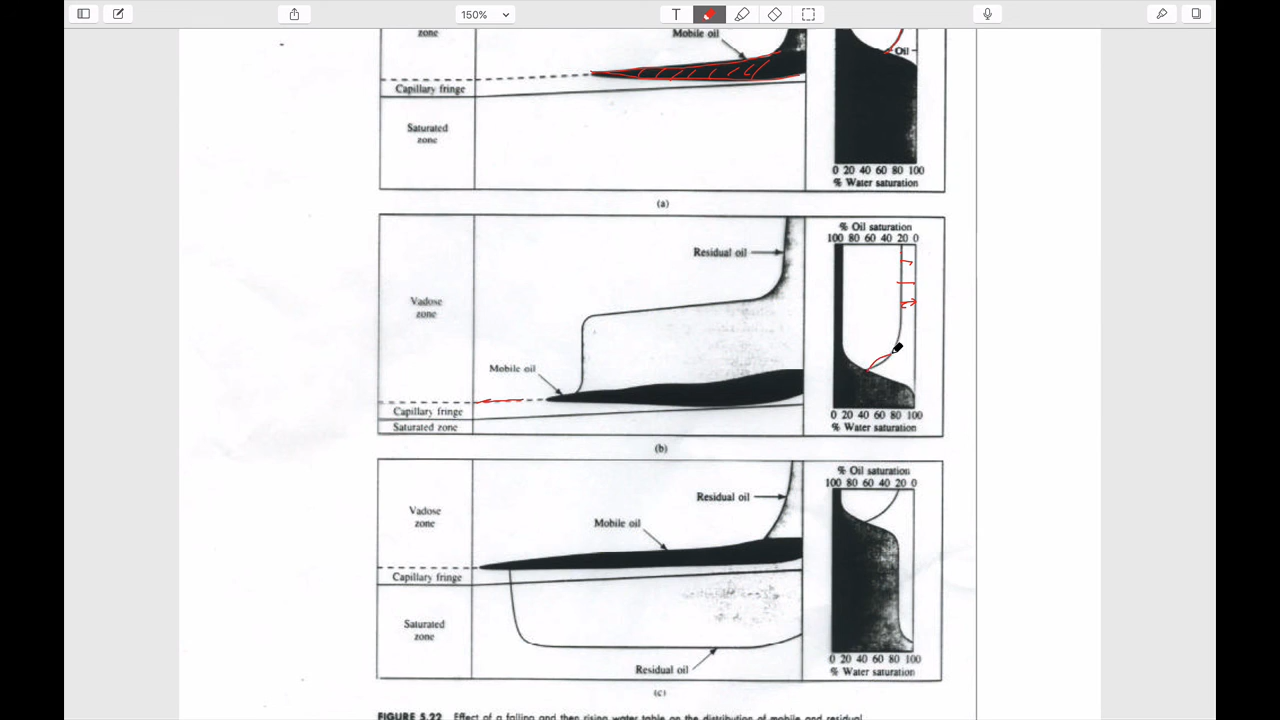 150%
T
zone
Mobile oil
Oil
Capillary fringe
Saturated
zone
0 20 40 60 80 100
% Water saturation
(a)
% Oil saturation
100 80 60 40 20 0
Residual oil
Vadose
zone
Mobile oil
Capillary fringe
Saturated zone
0 20 40 60 80 100
% Water saturation
(b)
% Oil saturation
100 80 60 40 20 0
Residual oil
Vadose
zone
Mobile oil
Capillary fringe
Saturated
zone
Residual oil
0 20 40 60 80 100
% Water saturation
(c)
FIGURE 5.22 Effect of a falling and then rising water table on the distribution of mobile and residual